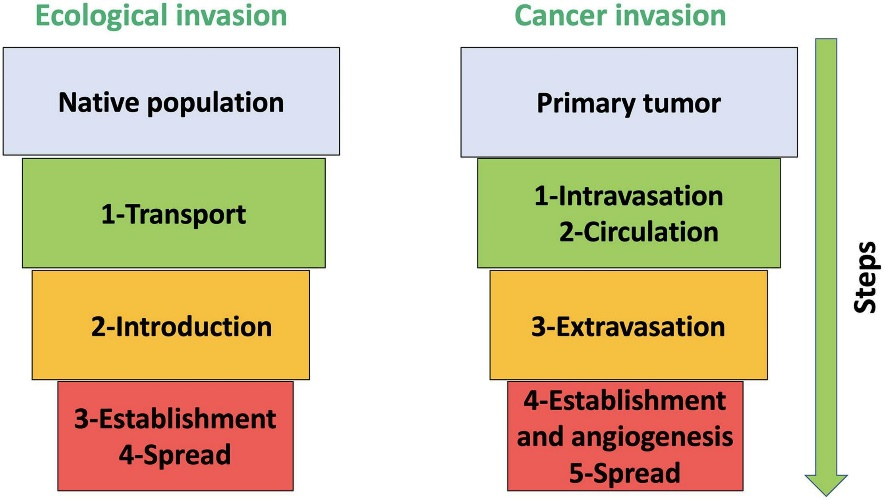 Ecological invasion
Native population
1-Transport
2-Introduction
3-Establishment
4-Spread
Cancer invasion
Primary tumor
1-Intravasation
2-Circulation
3-Extravasation
4-Establishment
and angiogenesis
5-Spread
Steps